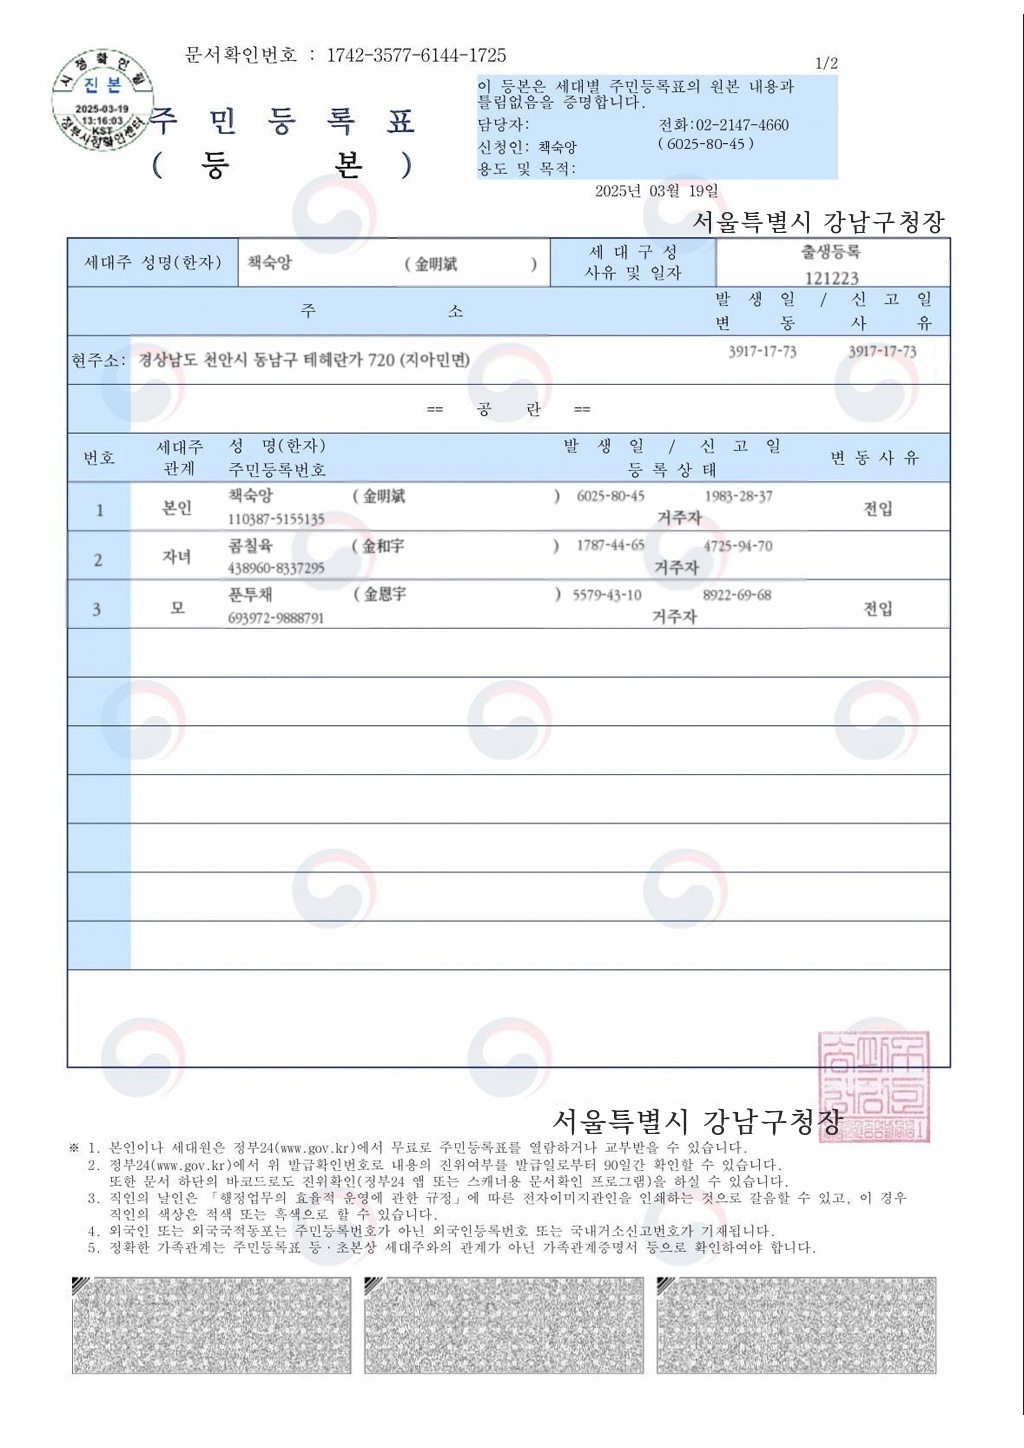 문서확인번호 : 1742-3577-6144-1725
1/2
시점확인필
진 본
2025-03-19
13:16:03
KST
정부시점확인센터
주 민 등 록 표
( 등 본 )
이 등본은 세대별 주민등록표의 원본 내용과
틀림없음을 증명합니다.
담당자: 전화:02-2147-4660
신청인: 책숙앙 (6025-80-45)
용도 및 목적:
2025년 03월 19일
서울특별시 강남구청장
세대주 성명(한자) 책숙앙 (金明斌 ) 세 대 구 성 사유 및 일자 출생등록 121223
주 소 발 생 일 / 신 고 일
변 동 사 유
현주소: 경상남도 천안시 동남구 테헤란가 720 (지아민면) 3917-17-73 3917-17-73
== 공 란 ==
번호 세대주 관계 성 명(한자) 주민등록번호 발 생 일 / 신 고 일 등 록 상 태 변 동 사 유
1 본인 책숙앙 (金明斌 ) 6025-80-45 1983-28-37 전입
110387-5155135 거주자
2 자녀 콤칠육 (金和宇 ) 1787-44-65 4725-94-70
438960-8337295 거주자
3 모 푼투채 (金恩宇 ) 5579-43-10 8922-69-68 전입
693972-9888791 거주자
서울특별시 강남구청장
※ 1. 본인이나 세대원은 정부24(www.gov.kr)에서 무료로 주민등록표를 열람하거나 교부받을 수 있습니다.
2. 정부24(www.gov.kr)에서 위 발급확인번호로 내용의 진위여부를 발급일로부터 90일간 확인할 수 있습니다.
또한 문서 하단의 바코드로도 진위확인(정부24 앱 또는 스캐너용 문서확인 프로그램)을 하실 수 있습니다.
3. 직인의 날인은 「행정업무의 효율적 운영에 관한 규정」에 따른 전자이미지관인을 인쇄하는 것으로 갈음할 수 있고, 이 경우
직인의 색상은 적색 또는 흑색으로 할 수 있습니다.
4. 외국인 또는 외국국적동포는 주민등록번호가 아닌 외국인등록번호 또는 국내거소신고번호가 기재됩니다.
5. 정확한 가족관계는 주민등록표 등·초본상 세대주와의 관계가 아닌 가족관계증명서 등으로 확인하여야 합니다.